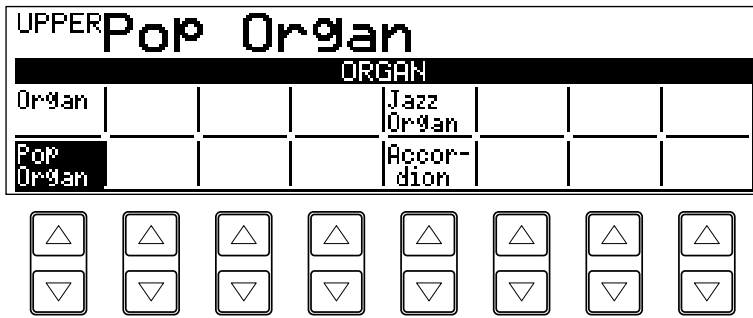 UPPER Pop Organ
ORGAN
Organ Jazz Organ
Pop Organ Accor-dion